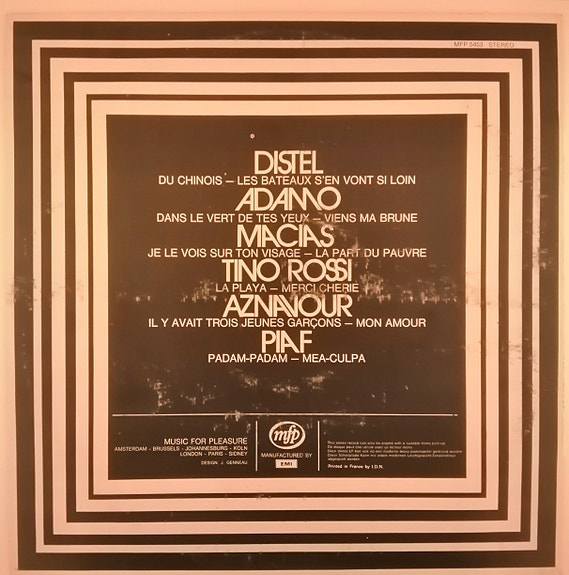 MFP 5453 STEREO
DISTEL
DU CHINOIS – LES BATEAUX S'EN VONT SI LOIN
ADAMO
DANS LE VERT DE TES YEUX – VIENS MA BRUNE
MACIAS
JE LE VOIS SUR TON VISAGE – LA PART DU PAUVRE
TINO ROSSI
LA PLAYA – MERCI CHERIE
AZNAVOUR
IL Y AVAIT TROIS JEUNES GARÇONS – MON AMOUR
PIAF
PADAM-PADAM – MEA-CULPA
MUSIC FOR PLEASURE
AMSTERDAM - BRUSSELS - JOHANNESBURG - KOLN
LONDON - PARIS - SIDNEY
DESIGN: J. GENNEAU
mfp
MANUFACTURED BY
EMI
Printed in France by I.D.N.